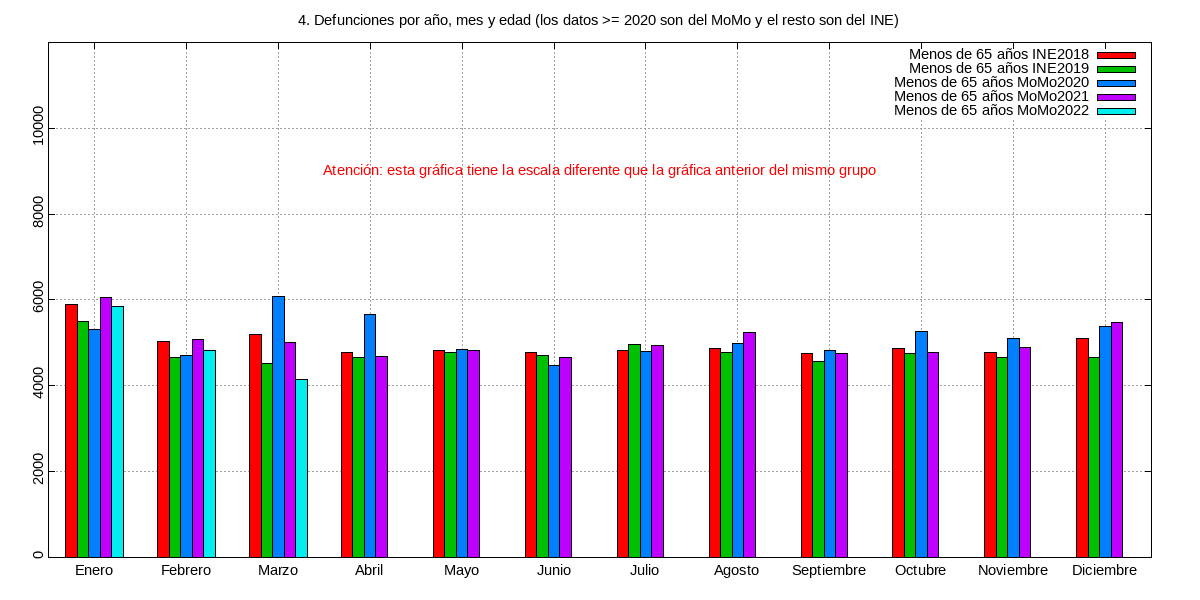 4. Defunciones por año, mes y edad (los datos >= 2020 son del MoMo y el resto son del INE)
Menos de 65 años INE2018
Menos de 65 años INE2019
Menos de 65 años MoMo2020
Menos de 65 años MoMo2021
Menos de 65 años MoMo2022
Atención: esta gráfica tiene la escala diferente que la gráfica anterior del mismo grupo
10000
8000
6000
4000
2000
0
Enero Febrero Marzo Abril Mayo Junio Julio Agosto Septiembre Octubre Noviembre Diciembre